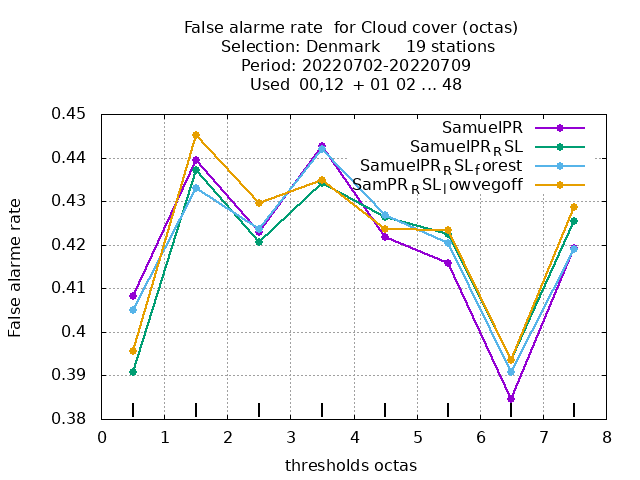 False alarme rate  for Cloud cover (octas)
Selection: Denmark     19 stations
Period: 20220702-20220709
Used  00,12  + 01 02 ... 48
0.45
0.44
0.43
0.42
0.41
0.4
0.39
0.38
False alarme rate
SamuelPR
SamuelPR_RSL
SamuelPR_RSL_forest
SamPR_RSL_lowvegoff
0 1 2 3 4 5 6 7 8
thresholds octas